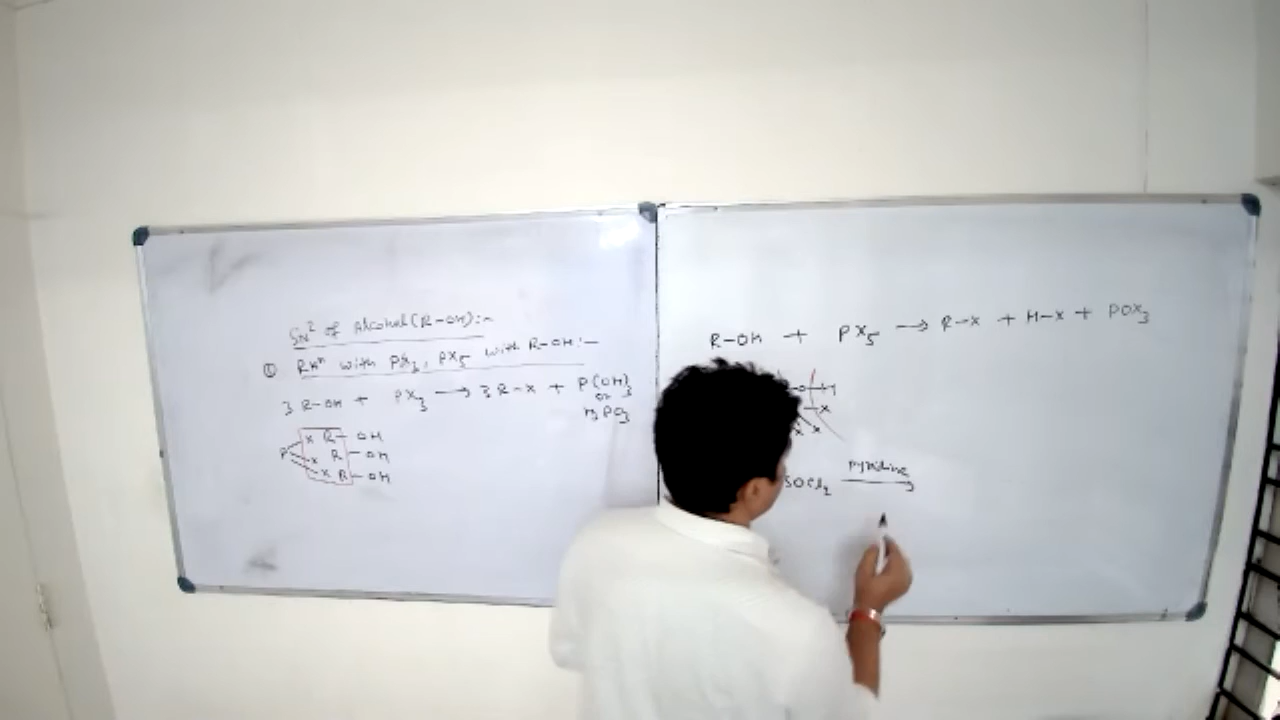 SN² of Alcohol (R-OH):-
① Rxⁿ with PX₃, PX₅ with R-OH:-
3 R-OH + PX₃ → 3 R-X + P(OH)₃
or
H₃PO₃
P X R-OH
X R-OH
X R-OH
R-OH + PX₅ → R-X + H-X + POX₃
O-H
X
X X
SOCl₂ Pyridine →